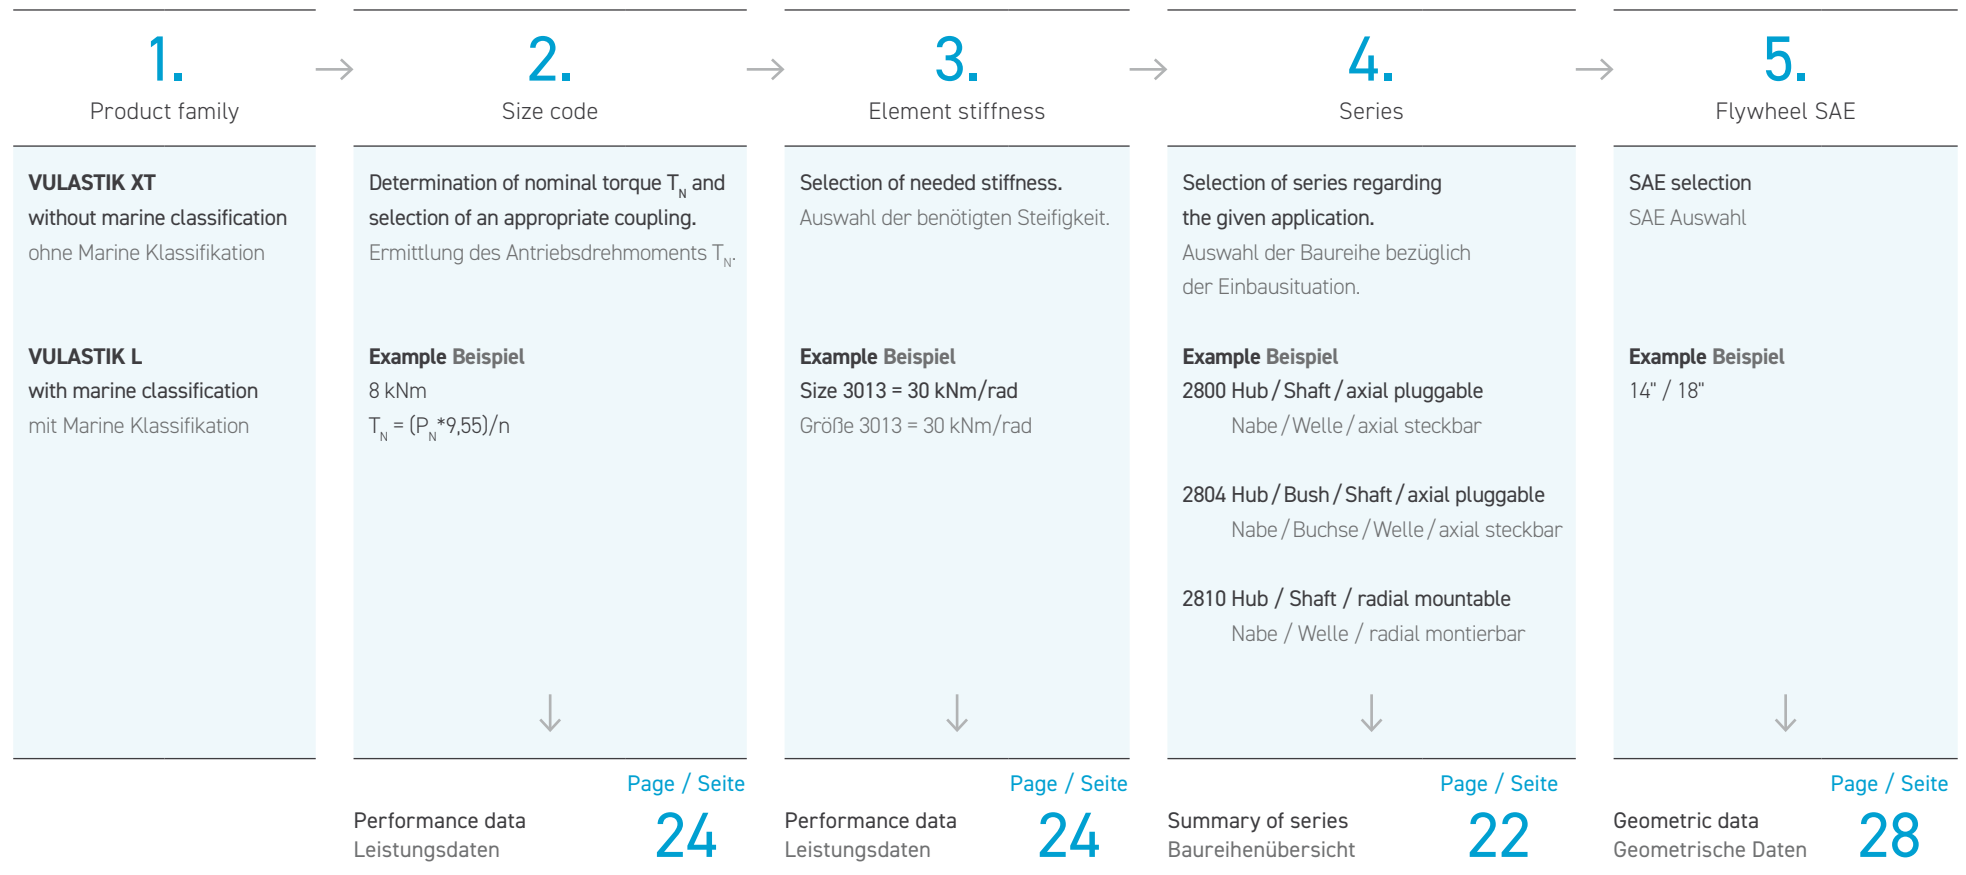 1.
Product family
VULASTIK XT
without marine classification
ohne Marine Klassifikation
VULASTIK L
with marine classification
mit Marine Klassifikation
2.
Size code
Determination of nominal torque T_N and
selection of an appropriate coupling.
Ermittlung des Antriebsdrehmoments T_N.
Example Beispiel
8 kNm
T_N = (P_N*9,55)/n
Page / Seite
Performance data
Leistungsdaten
24
3.
Element stiffness
Selection of needed stiffness.
Auswahl der benötigten Steifigkeit.
Example Beispiel
Size 3013 = 30 kNm/rad
Größe 3013 = 30 kNm/rad
Page / Seite
Performance data
Leistungsdaten
24
4.
Series
Selection of series regarding
the given application.
Auswahl der Baureihe bezüglich
der Einbausituation.
Example Beispiel
2800 Hub / Shaft / axial pluggable
Nabe / Welle / axial steckbar
2804 Hub / Bush / Shaft / axial pluggable
Nabe / Buchse / Welle / axial steckbar
2810 Hub / Shaft / radial mountable
Nabe / Welle / radial montierbar
Page / Seite
Summary of series
Baureihenübersicht
22
5.
Flywheel SAE
SAE selection
SAE Auswahl
Example Beispiel
14" / 18"
Page / Seite
Geometric data
Geometrische Daten
28